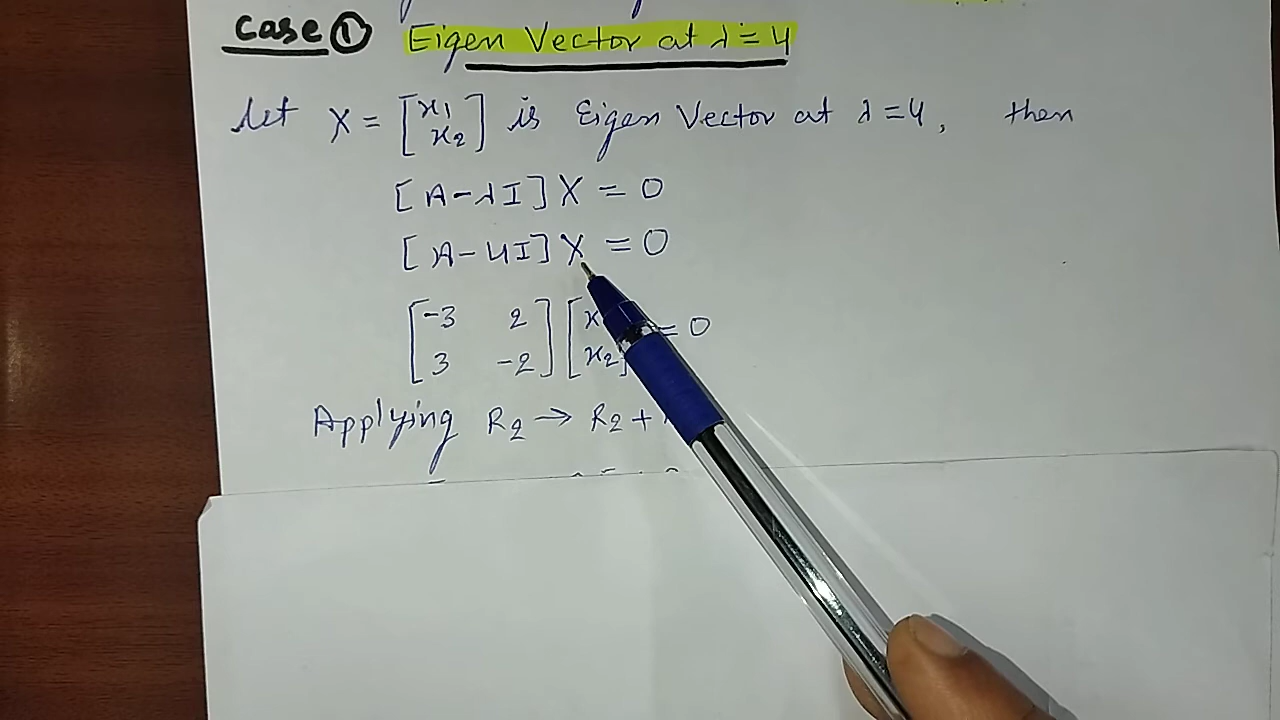 Case ① Eigen Vector at λ=4
Let X = [x1 x2] is Eigen Vector at λ=4, then
[A-λI]X = 0
[A-4I]X = 0
[-3 2
3 -2] [x
x2] = 0
Applying R2 → R2 +